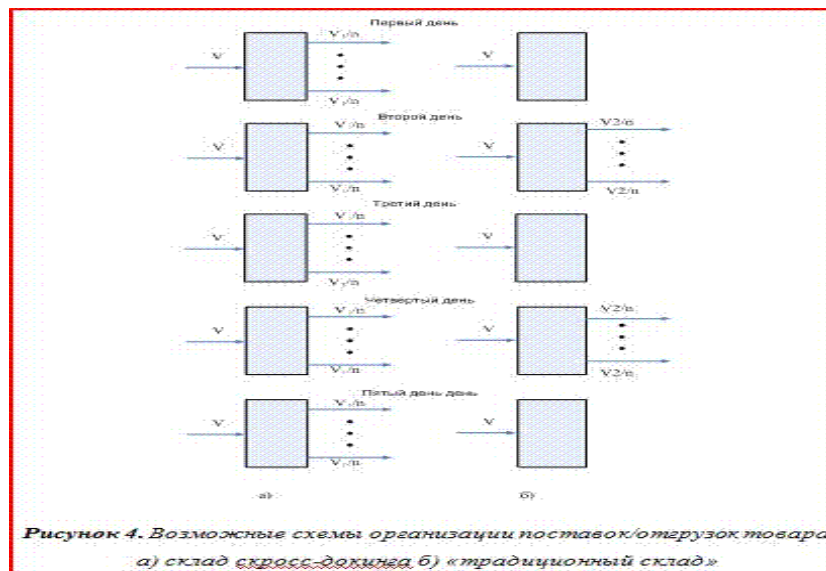 Первый день
V V₁/n V
V₁/n
Второй день
V V₁/n V V2/n
V₁/n V2/n
Третий день
V V₁/n V
V₁/n
Четвертый день
V V₁/n V V2/n
V₁/n V2/n
Пятый день день
V V₁/n V
V₁/n
а) б)
Рисунок 4. Возможные схемы организации поставок/отгрузок товара
а) склад скросс-докинга б) «традиционный склад»